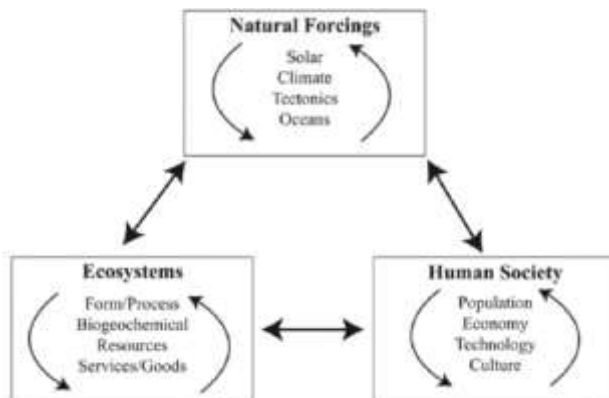 Natural Forcings
Solar
Climate
Tectonics
Oceans
Ecosystems
Form/Process
Biogeochemical
Resources
Services/Goods
Human Society
Population
Economy
Technology
Culture